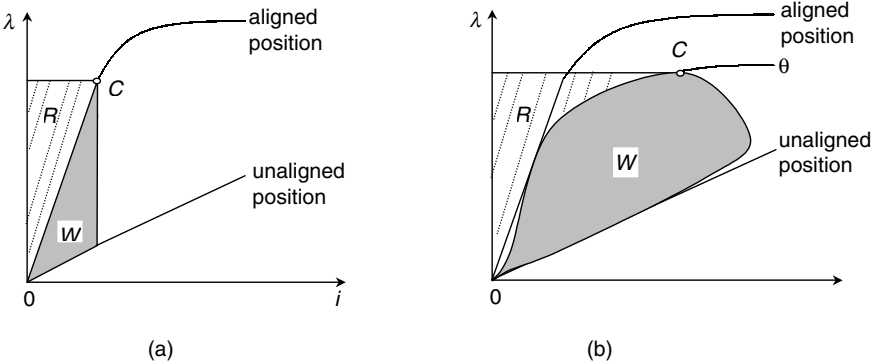 λ
aligned
position
C
R
unaligned
position
W
0
i
(a)
λ
aligned
position
C
θ
R
unaligned
position
W
0
(b)